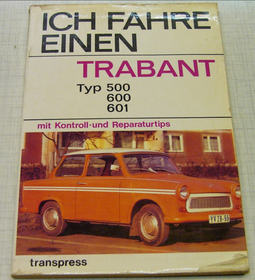 ICH FAHRE
EINEN
TRABANT
Typ 500
600
601
mit Kontroll-und Reparaturtips
transpress